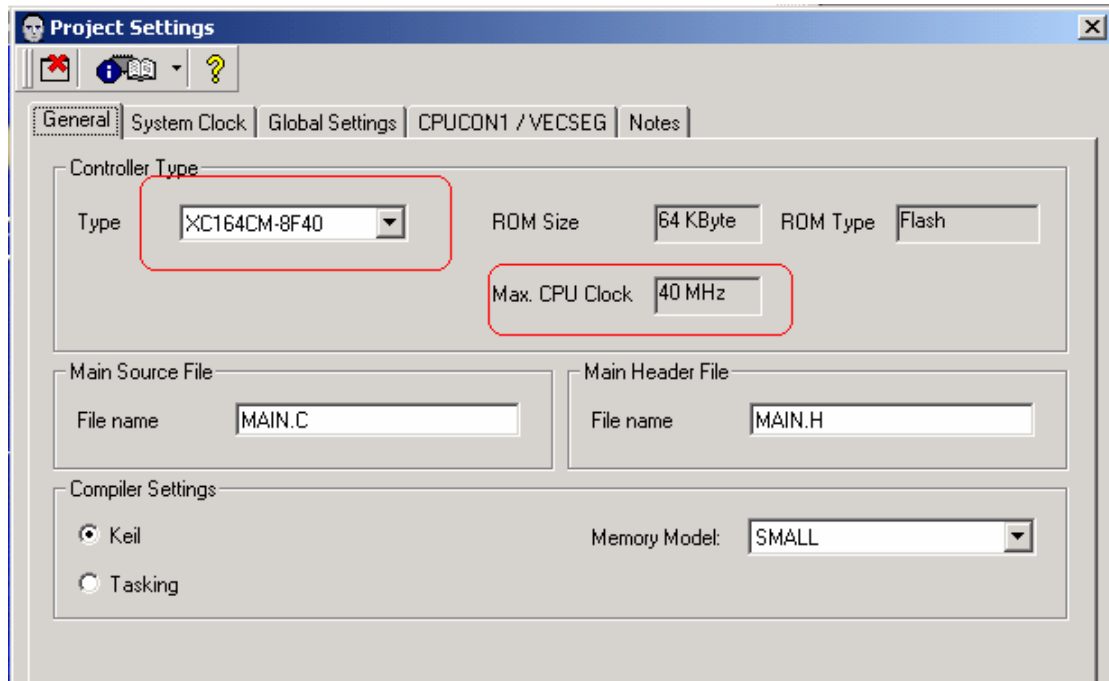 Project Settings
General System Clock Global Settings CPUCON1 / VECSEG Notes
Controller Type
Type XC164CM-8F40 ROM Size 64 KByte ROM Type Flash
Max. CPU Clock 40 MHz
Main Source File Main Header File
File name MAIN.C File name MAIN.H
Compiler Settings
Keil Memory Model: SMALL
Tasking